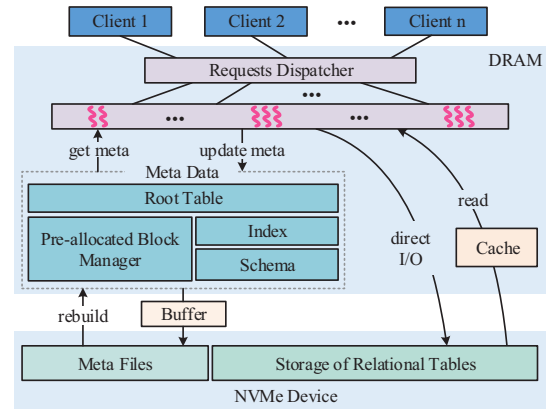 Client 1
Client 2
...
Client n
Requests Dispatcher
DRAM
...
...
...
get meta
update meta
Meta Data
Root Table
read
Pre-allocated Block
Manager
Index
Schema
direct
I/O
Cache
rebuild
Buffer
Meta Files
Storage of Relational Tables
NVMe Device